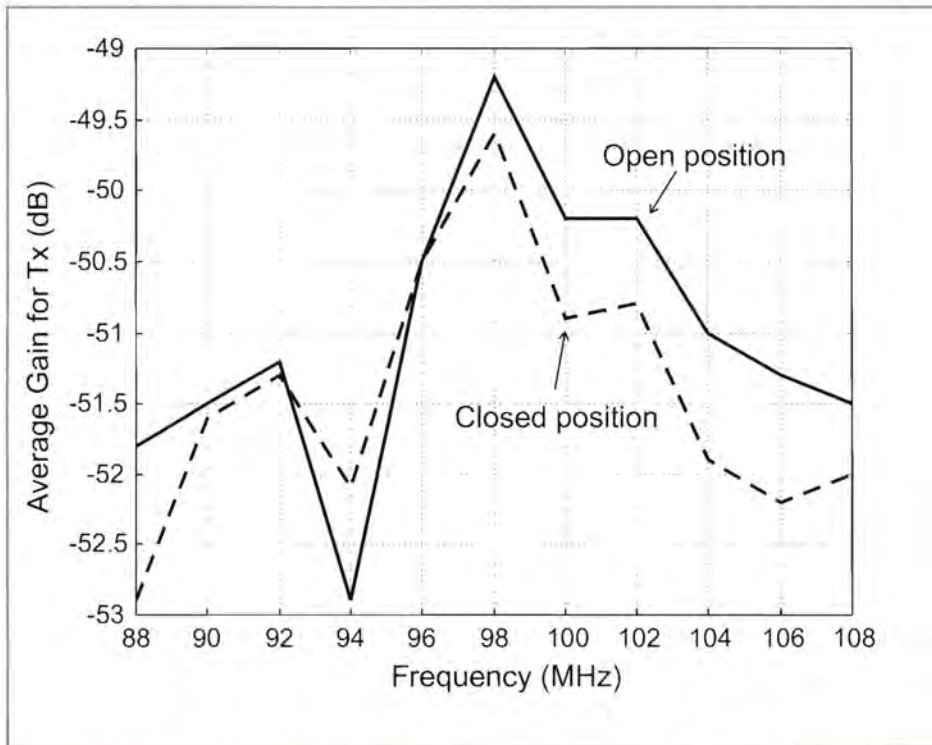 -49
-49.5
-50
-50.5
-51
-51.5
-52
-52.5
-53
Average Gain for Tx (dB)
Open position
Closed position
88 90 92 94 96 98 100 102 104 106 108
Frequency (MHz)